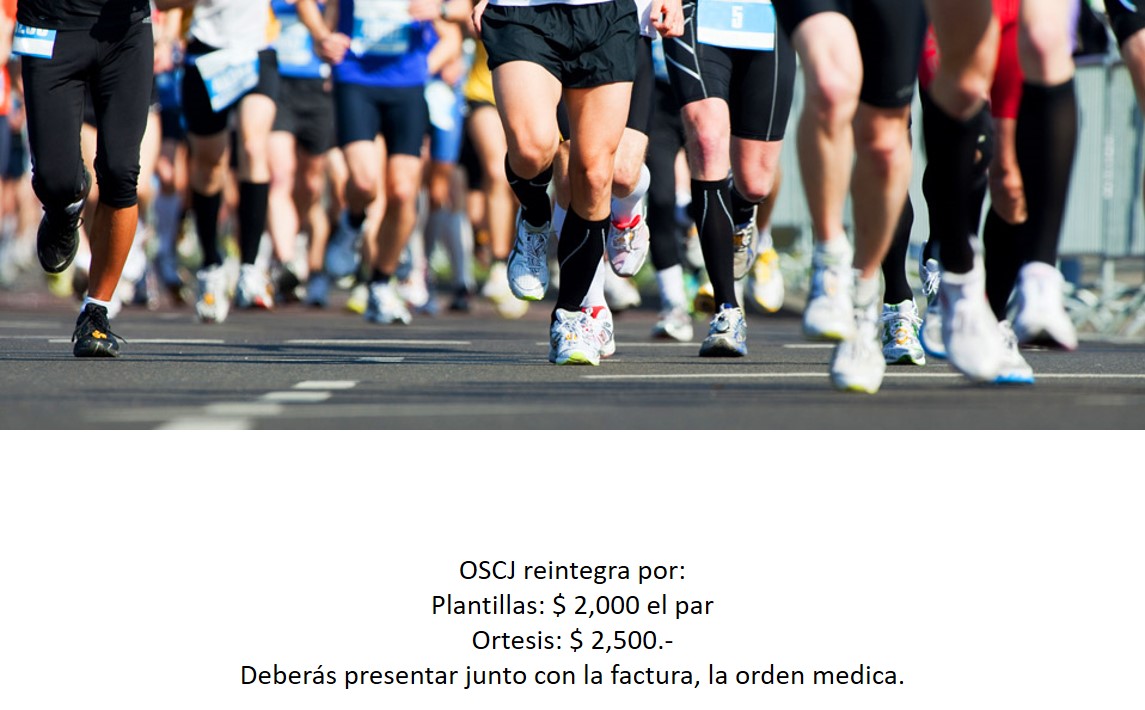 5
OSCJ reintegra por:
Plantillas: $ 2,000 el par
Ortesis: $ 2,500.-
Deberás presentar junto con la factura, la orden medica.